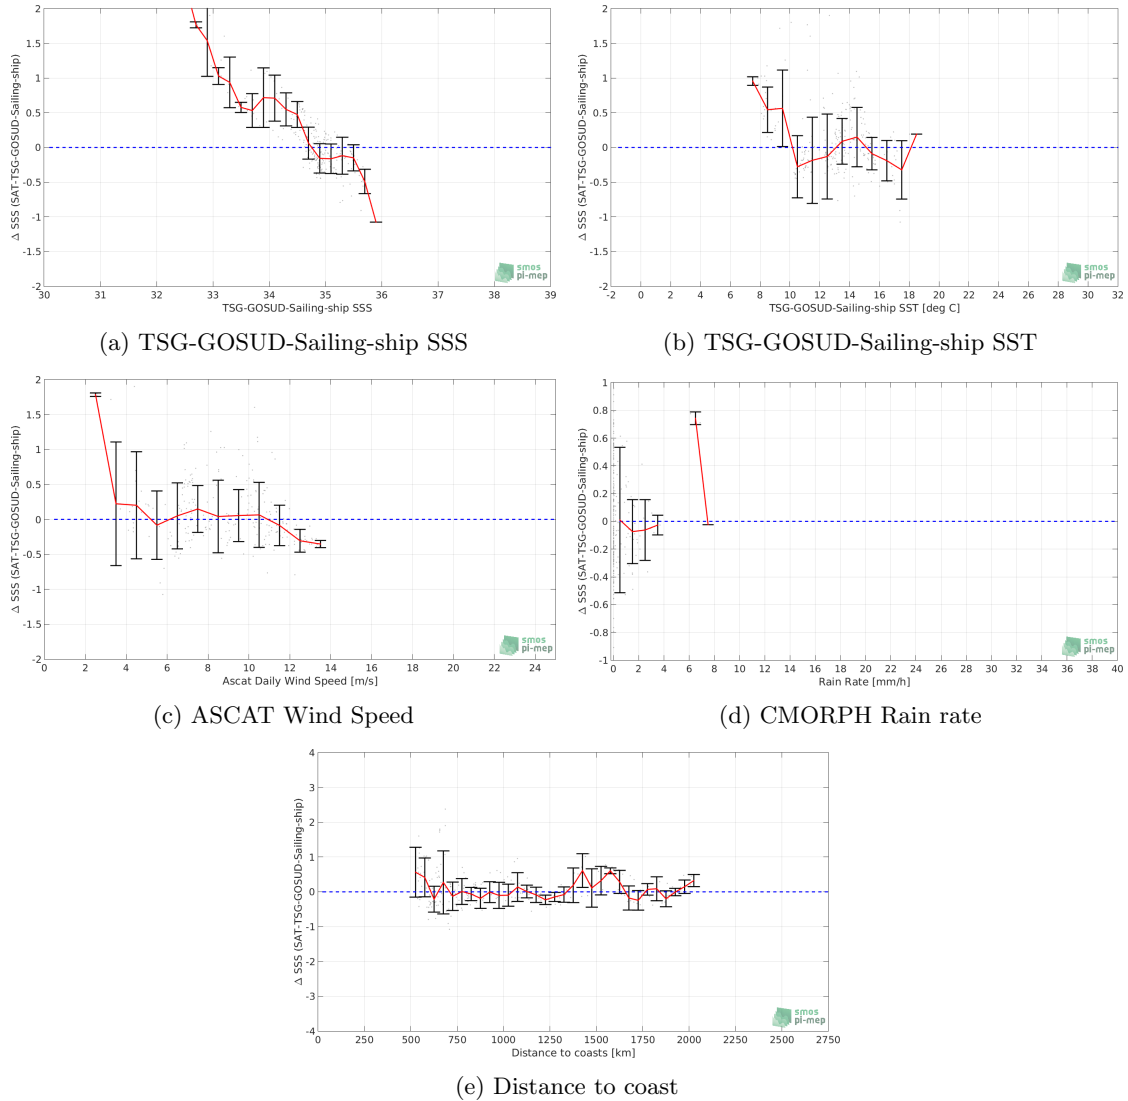 Δ SSS (SAT-TSG-GOSUD-Sailing-ship)
2
1.5
1
0.5
0
-0.5
-1
-1.5
-2
30 31 32 33 34 35 36 37 38 39
TSG-GOSUD-Sailing-ship SSS
smos
pi-mep
(a) TSG-GOSUD-Sailing-ship SSS
Δ SSS (SAT-TSG-GOSUD-Sailing-ship)
2
1.5
1
0.5
0
-0.5
-1
-1.5
-2
-2 0 2 4 6 8 10 12 14 16 18 20 22 24 26 28 30 32
TSG-GOSUD-Sailing-ship SST [deg C]
smos
pi-mep
(b) TSG-GOSUD-Sailing-ship SST
Δ SSS (SAT-TSG-GOSUD-Sailing-ship)
2
1.5
1
0.5
0
-0.5
-1
-1.5
-2
0 2 4 6 8 10 12 14 16 18 20 22 24
Ascat Daily Wind Speed [m/s]
smos
pi-mep
(c) ASCAT Wind Speed
Δ SSS (SAT-TSG-GOSUD-Sailing-ship)
1
0.8
0.6
0.4
0.2
0
-0.2
-0.4
-0.6
-0.8
-1
0 2 4 6 8 10 12 14 16 18 20 22 24 26 28 30 32 34 36 38 40
Rain Rate [mm/h]
smos
pi-mep
(d) CMORPH Rain rate
Δ SSS (SAT-TSG-GOSUD-Sailing-ship)
4
3
2
1
0
-1
-2
-3
-4
0 250 500 750 1000 1250 1500 1750 2000 2250 2500 2750
Distance to coasts [km]
smos
pi-mep
(e) Distance to coast